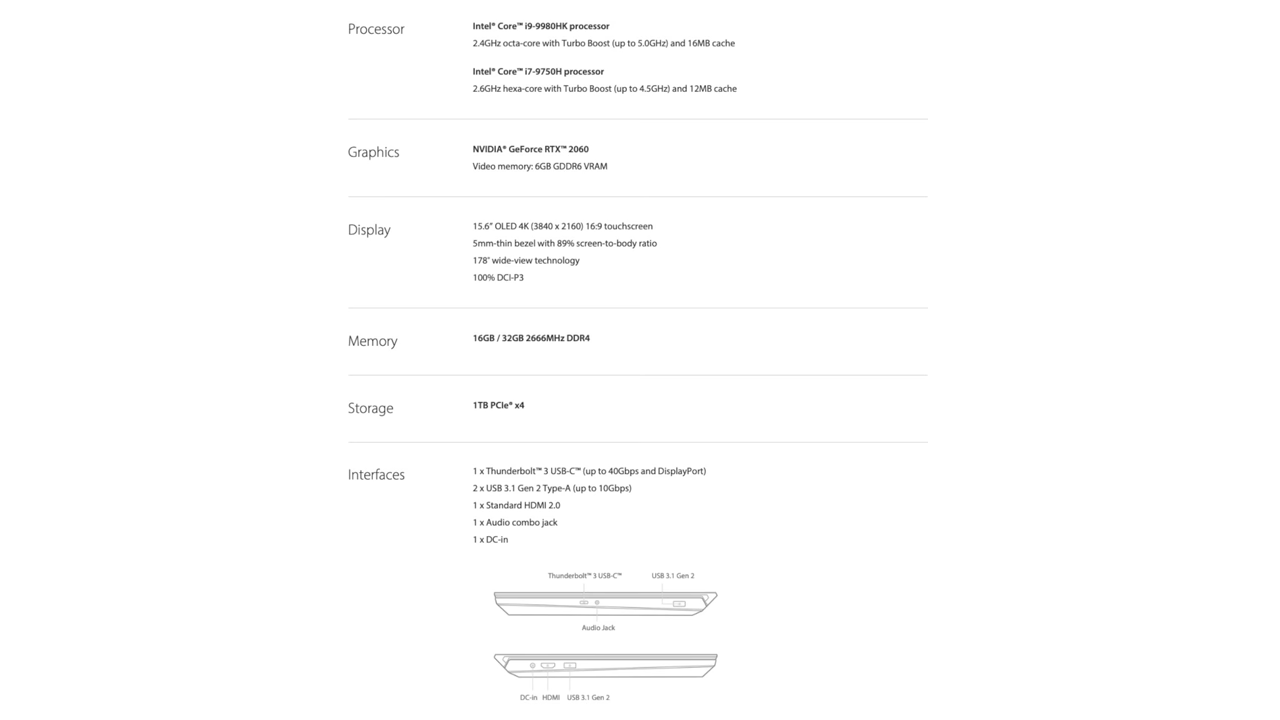 Processor
Intel® Core™ i9-9980HK processor
2.4GHz octa-core with Turbo Boost (up to 5.0GHz) and 16MB cache
Intel® Core™ i7-9750H processor
2.6GHz hexa-core with Turbo Boost (up to 4.5GHz) and 12MB cache
Graphics
NVIDIA® GeForce RTX™ 2060
Video memory: 6GB GDDR6 VRAM
Display
15.6" OLED 4K (3840 x 2160) 16:9 touchscreen
5mm-thin bezel with 89% screen-to-body ratio
178° wide-view technology
100% DCI-P3
Memory
16GB / 32GB 2666MHz DDR4
Storage
1TB PCIe® x4
Interfaces
1 x Thunderbolt™ 3 USB-C™ (up to 40Gbps and DisplayPort)
2 x USB 3.1 Gen 2 Type-A (up to 10Gbps)
1 x Standard HDMI 2.0
1 x Audio combo jack
1 x DC-in
Thunderbolt™ 3 USB-C™ USB 3.1 Gen 2
Audio Jack
DC-in HDMI USB 3.1 Gen 2